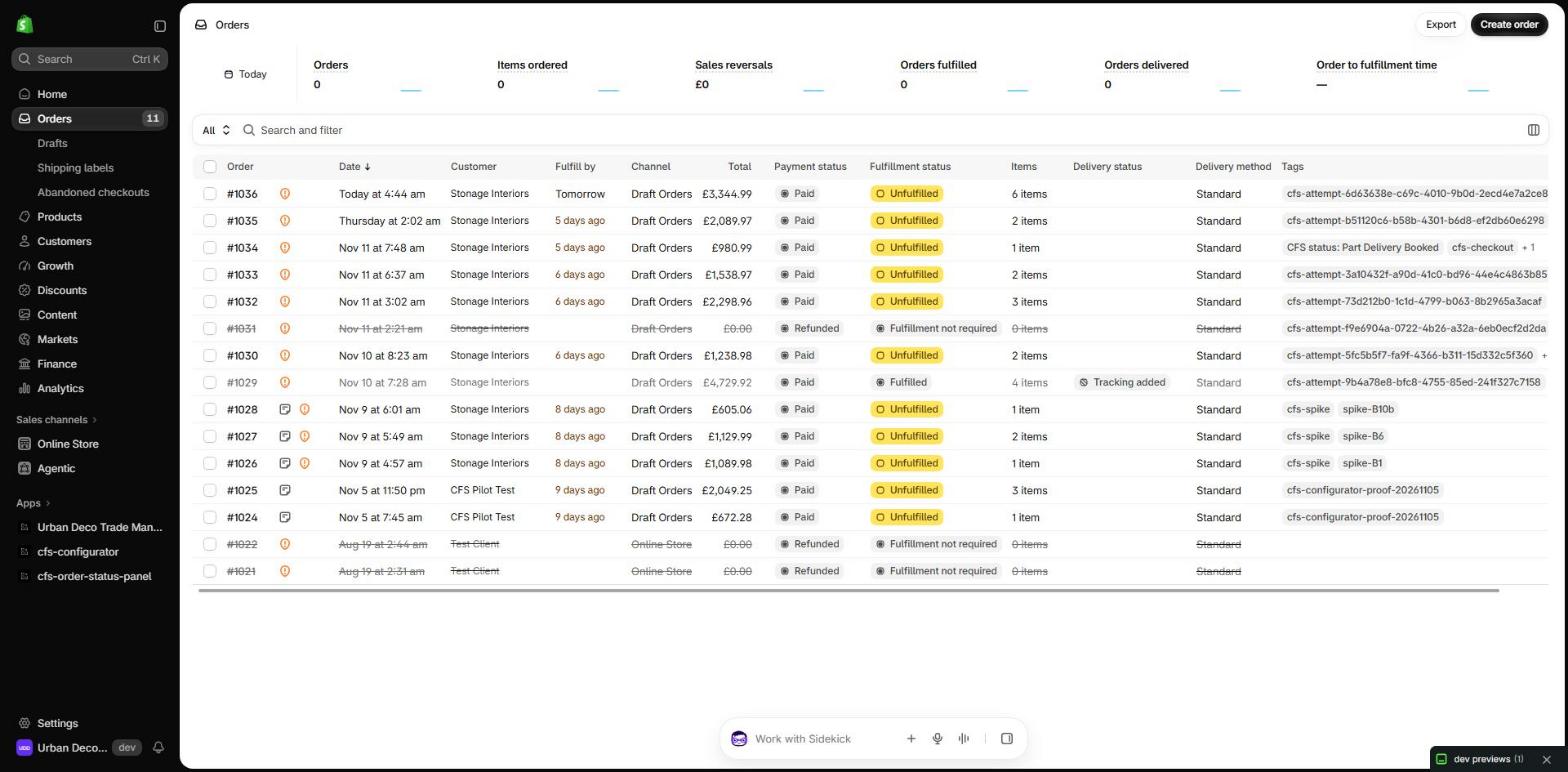 Search Ctrl K
Home
Orders 11
Drafts
Shipping labels
Abandoned checkouts
Products
Customers
Growth
Discounts
Content
Markets
Finance
Analytics
Sales channels
Online Store
Agentic
Apps
Urban Deco Trade Man...
cfs-configurator
cfs-order-status-panel
Settings
UDD Urban Deco... dev
Orders
Export Create order
Today
Orders Items ordered Sales reversals Orders fulfilled Orders delivered Order to fulfillment time
0 0 £0 0 0 —
All Search and filter
Order Date Customer Fulfill by Channel Total Payment status Fulfillment status Items Delivery status Delivery method Tags
#1036 Today at 4:44 am Stonage Interiors Tomorrow Draft Orders £3,344.99 Paid Unfulfilled 6 items Standard cfs-attempt-6d63638e-c69c-4010-9b0d-2ecd4e7a2ce8
#1035 Thursday at 2:02 am Stonage Interiors 5 days ago Draft Orders £2,089.97 Paid Unfulfilled 2 items Standard cfs-attempt-b51120c6-b58b-4301-b6d8-ef2db60e6298
#1034 Nov 11 at 7:48 am Stonage Interiors 5 days ago Draft Orders £980.99 Paid Unfulfilled 1 item Standard CFS status: Part Delivery Booked cfs-checkout + 1
#1033 Nov 11 at 6:37 am Stonage Interiors 6 days ago Draft Orders £1,538.97 Paid Unfulfilled 2 items Standard cfs-attempt-3a10432f-a90d-41c0-bd96-44e4c4863b85
#1032 Nov 11 at 3:02 am Stonage Interiors 6 days ago Draft Orders £2,298.96 Paid Unfulfilled 3 items Standard cfs-attempt-73d212b0-1c1d-4799-b063-8b2965a3acaf
#1031 Nov 11 at 2:21 am Stonage Interiors Draft Orders £0.00 Refunded Fulfillment not required 0 items Standard cfs-attempt-f9e6904a-0722-4b26-a32a-6eb0ecf2d2da
#1030 Nov 10 at 8:23 am Stonage Interiors 6 days ago Draft Orders £1,238.98 Paid Unfulfilled 2 items Standard cfs-attempt-5fc5b5f7-fa9f-4366-b311-15d332c5f360 +
#1029 Nov 10 at 7:28 am Stonage Interiors Draft Orders £4,729.92 Paid Fulfilled 4 items Tracking added Standard cfs-attempt-9b4a78e8-bfc8-4755-85ed-241f327c7158
#1028 Nov 9 at 6:01 am Stonage Interiors 8 days ago Draft Orders £605.06 Paid Unfulfilled 1 item Standard cfs-spike spike-B10b
#1027 Nov 9 at 5:49 am Stonage Interiors 8 days ago Draft Orders £1,129.99 Paid Unfulfilled 2 items Standard cfs-spike spike-B6
#1026 Nov 9 at 4:57 am Stonage Interiors 8 days ago Draft Orders £1,089.98 Paid Unfulfilled 1 item Standard cfs-spike spike-B1
#1025 Nov 5 at 11:50 pm CFS Pilot Test 9 days ago Draft Orders £2,049.25 Paid Unfulfilled 3 items Standard cfs-configurator-proof-20261105
#1024 Nov 5 at 7:45 am CFS Pilot Test 9 days ago Draft Orders £672.28 Paid Unfulfilled 1 item Standard cfs-configurator-proof-20261105
#1022 Aug 19 at 2:44 am Test Client Online Store £0.00 Refunded Fulfillment not required 0 items Standard
#1021 Aug 19 at 2:31 am Test Client Online Store £0.00 Refunded Fulfillment not required 0 items Standard
Work with Sidekick
dev previews (1)